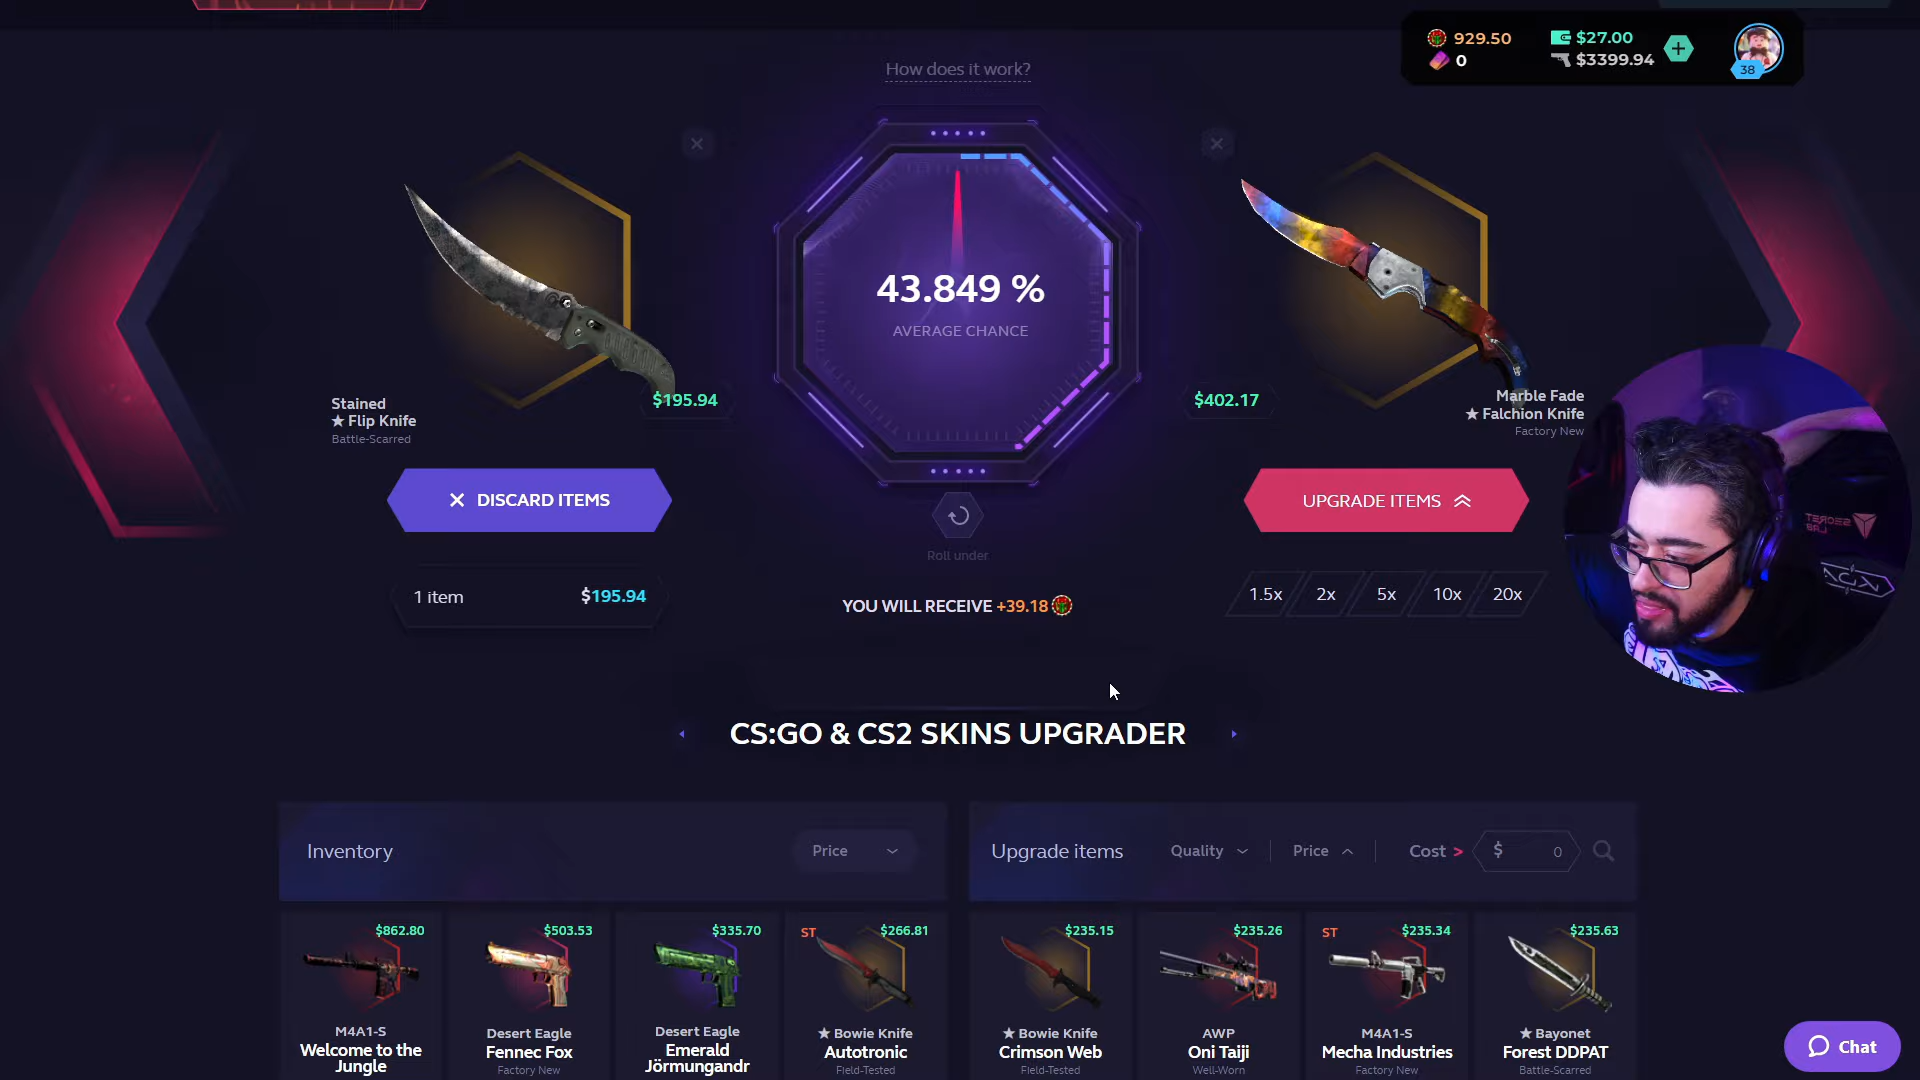 How does it work?
929.50
$27.00
0
$3399.94
38
43.849 %
AVERAGE CHANCE
Stained
★ Flip Knife
Battle-Scarred
$195.94
$402.17
Marble Fade
★ Falchion Knife
Factory New
DISCARD ITEMS
UPGRADE ITEMS
Roll under
1 item
$195.94
YOU WILL RECEIVE +39.18
1.5x
2x
5x
10x
20x
CS:GO & CS2 SKINS UPGRADER
Inventory
Price
Upgrade items
Quality
Price
Cost >
$ 0
$862.80
M4A1-S
Welcome to the
Jungle
$503.53
Desert Eagle
Fennec Fox
Factory New
$335.70
Desert Eagle
Emerald
Jörmungandr
ST
$266.81
★ Bowie Knife
Autotronic
Field-Tested
$235.15
★ Bowie Knife
Crimson Web
Field-Tested
$235.26
AWP
Oni Taiji
Well-Worn
ST
$235.34
M4A1-S
Mecha Industries
Factory New
$235.63
★ Bayonet
Forest DDPAT
Battle-Scarred
Chat